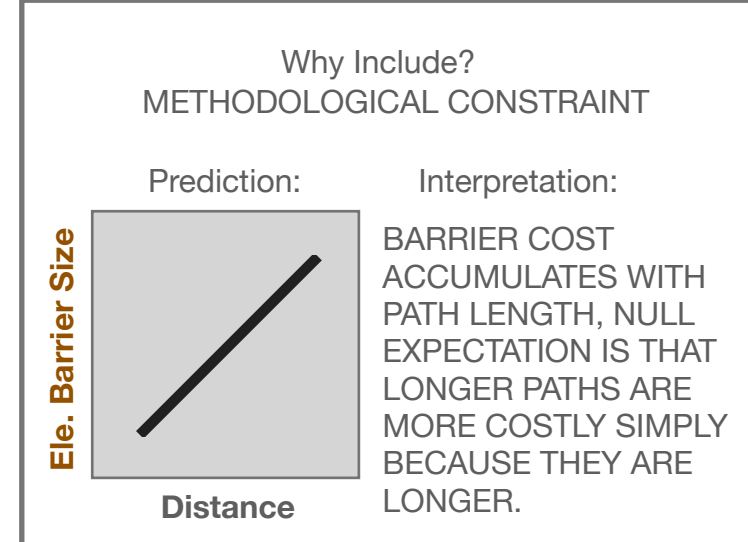 Why Include?
METHODOLOGICAL CONSTRAINT
Prediction:
Ele. Barrier Size
Distance
Interpretation:
BARRIER COST
ACCUMULATES WITH
PATH LENGTH, NULL
EXPECTATION IS THAT
LONGER PATHS ARE
MORE COSTLY SIMPLY
BECAUSE THEY ARE
LONGER.